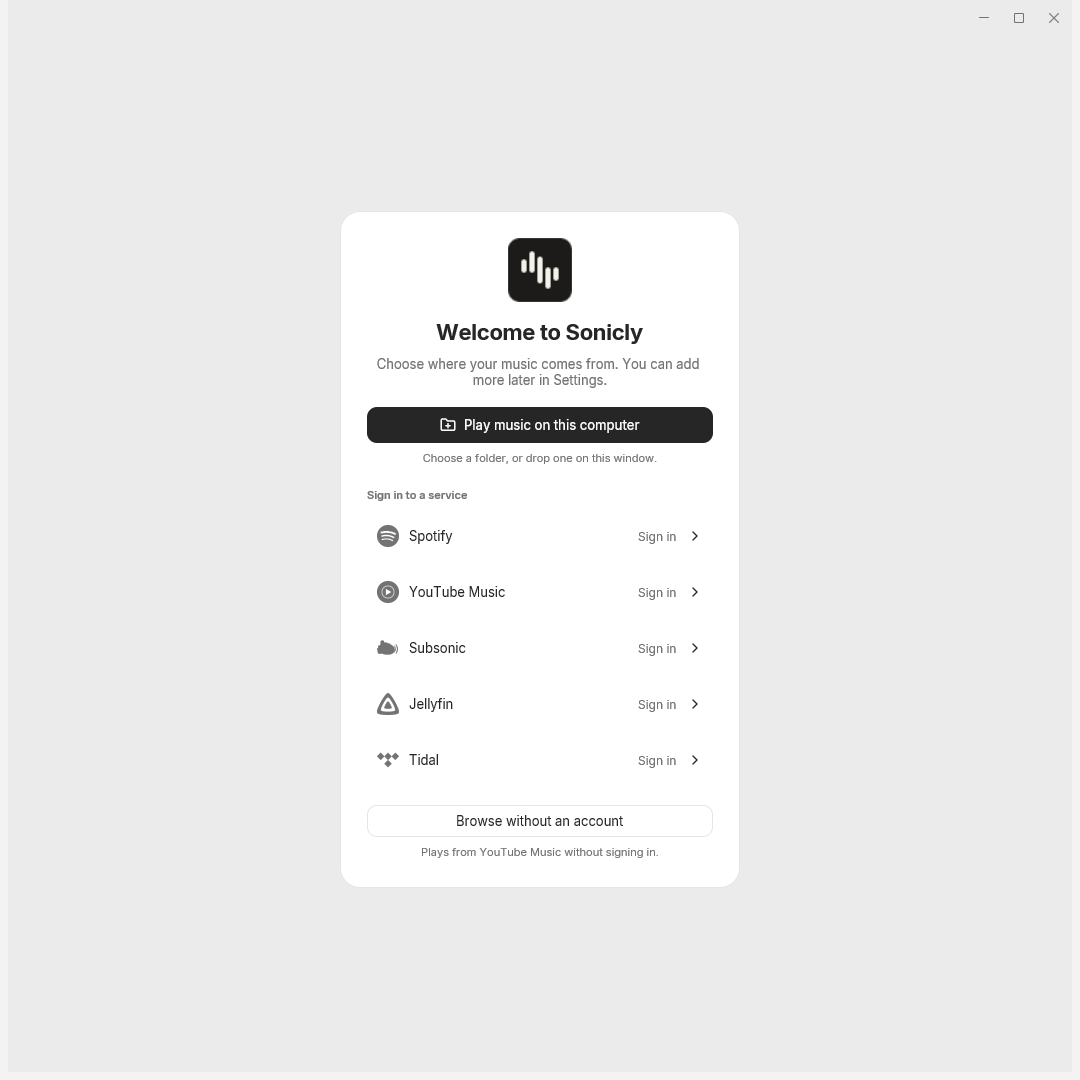 Welcome to Sonicly
Choose where your music comes from. You can add
more later in Settings.
Play music on this computer
Choose a folder, or drop one on this window.
Sign in to a service
Spotify Sign in
YouTube Music Sign in
Subsonic Sign in
Jellyfin Sign in
Tidal Sign in
Browse without an account
Plays from YouTube Music without signing in.